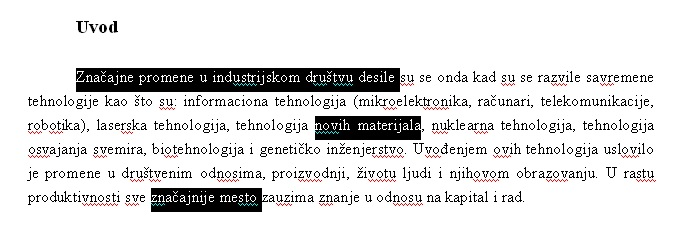 Uvod
Značajne promene u industrijskom društvu desile su se onda kad su se razvile savremene
tehnologije kao što su: informaciona tehnologija (mikroelektronika, računari, telekomunikacije,
robotika), laserska tehnologija, tehnologija novih materijala, nuklearna tehnologija, tehnologija
osvajanja svemira, biotehnologija i genetičko inženjerstvo. Uvođenjem ovih tehnologija uslovilo
je promene u društvenim odnosima, proizvodnji, životu ljudi i njihovom obrazovanju. U rastu
produktivnosti sve značajnije mesto zauzima znanje u odnosu na kapital i rad.